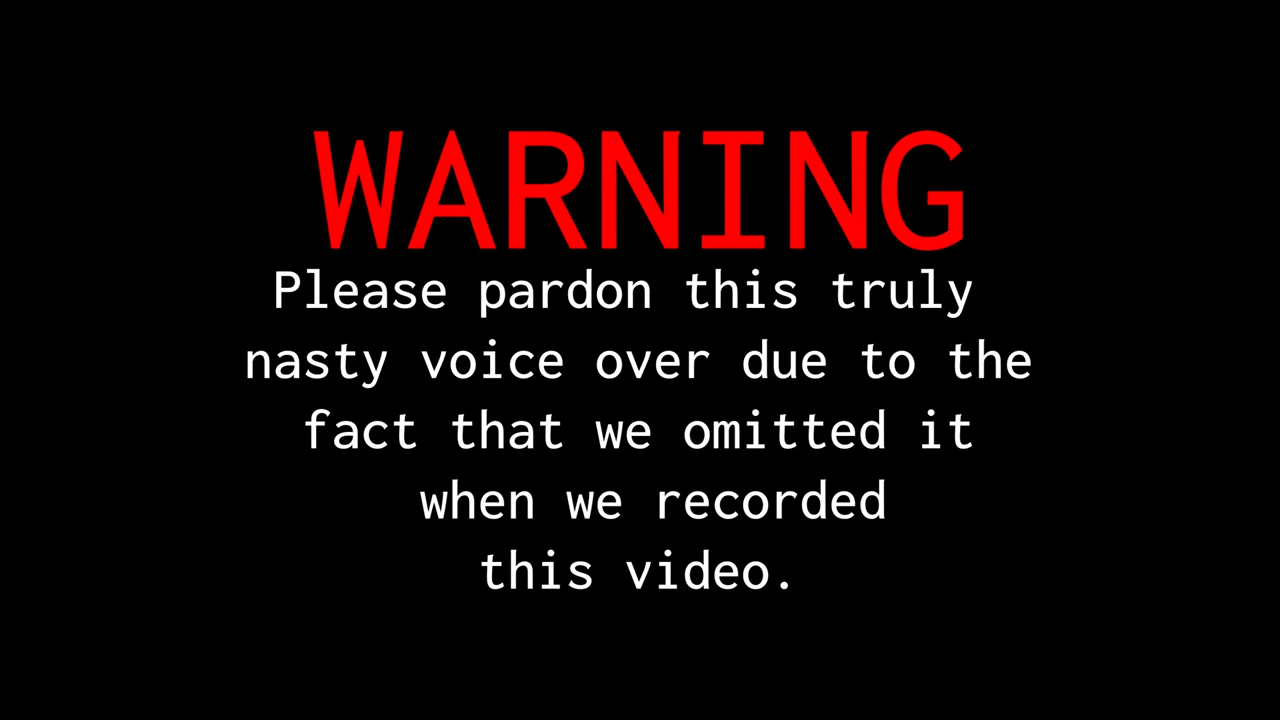 WARNING
Please pardon this truly
nasty voice over due to the
fact that we omitted it
when we recorded
this video.